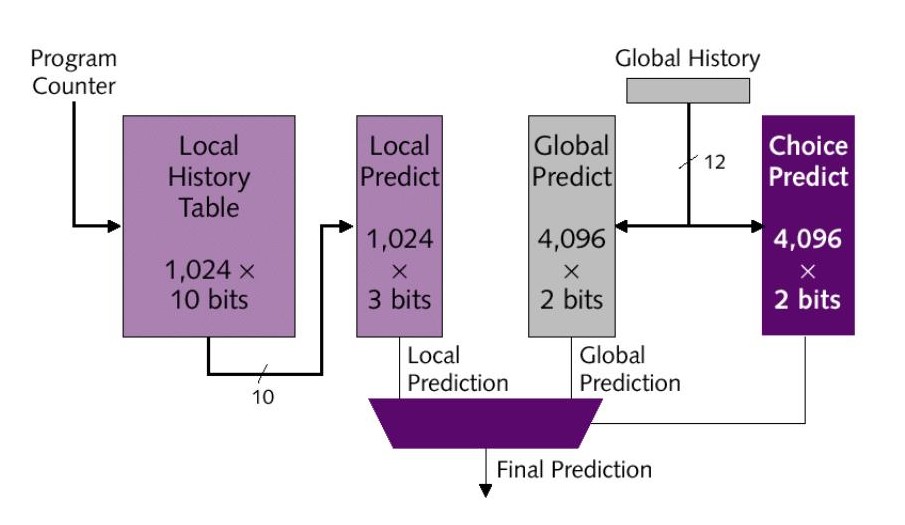 Program
Counter
Local
History
Table
1,024 ×
10 bits
10
Local
Predict
1,024
×
3 bits
Global
Predict
4,096
×
2 bits
Global History
12
Choice
Predict
4,096
×
2 bits
Local
Prediction
Global
Prediction
Final Prediction